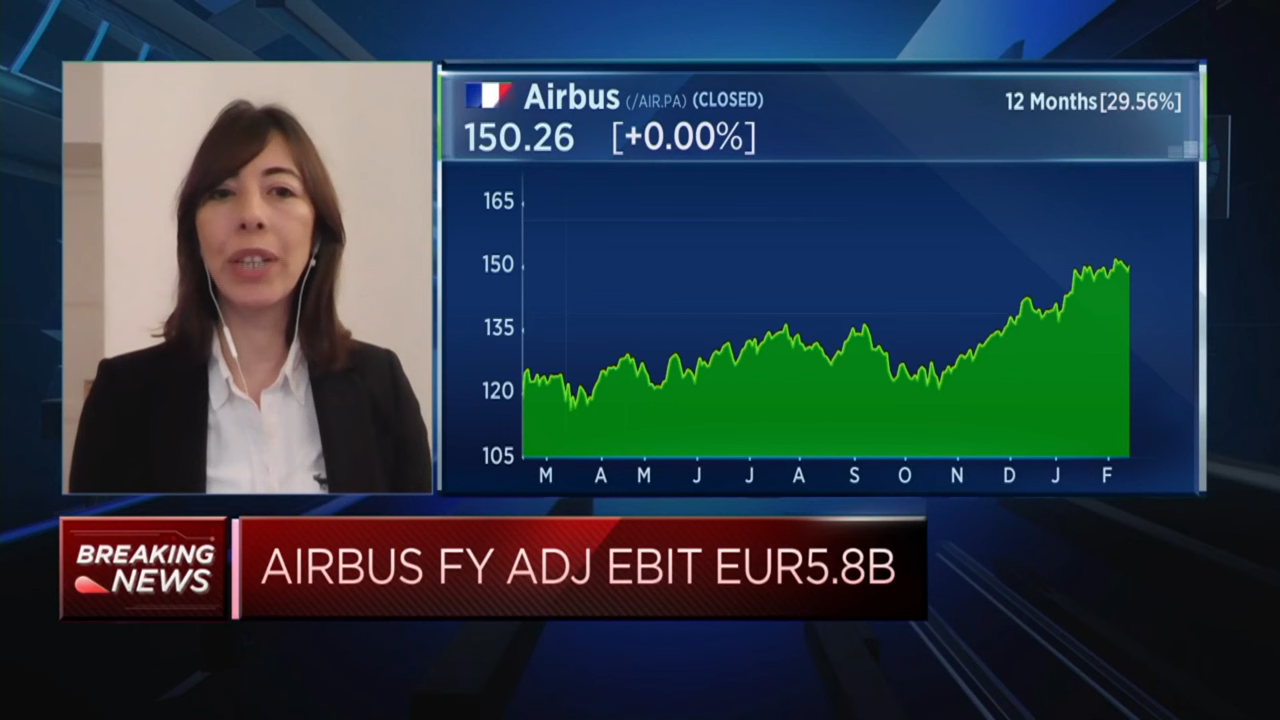 Airbus (/AIR.PA) (CLOSED)
12 Months[29.56%]
150.26 [+0.00%]
165
150
135
120
105
M A M J J A S O N D J F
BREAKING
NEWS
AIRBUS FY ADJ EBIT EUR5.8B